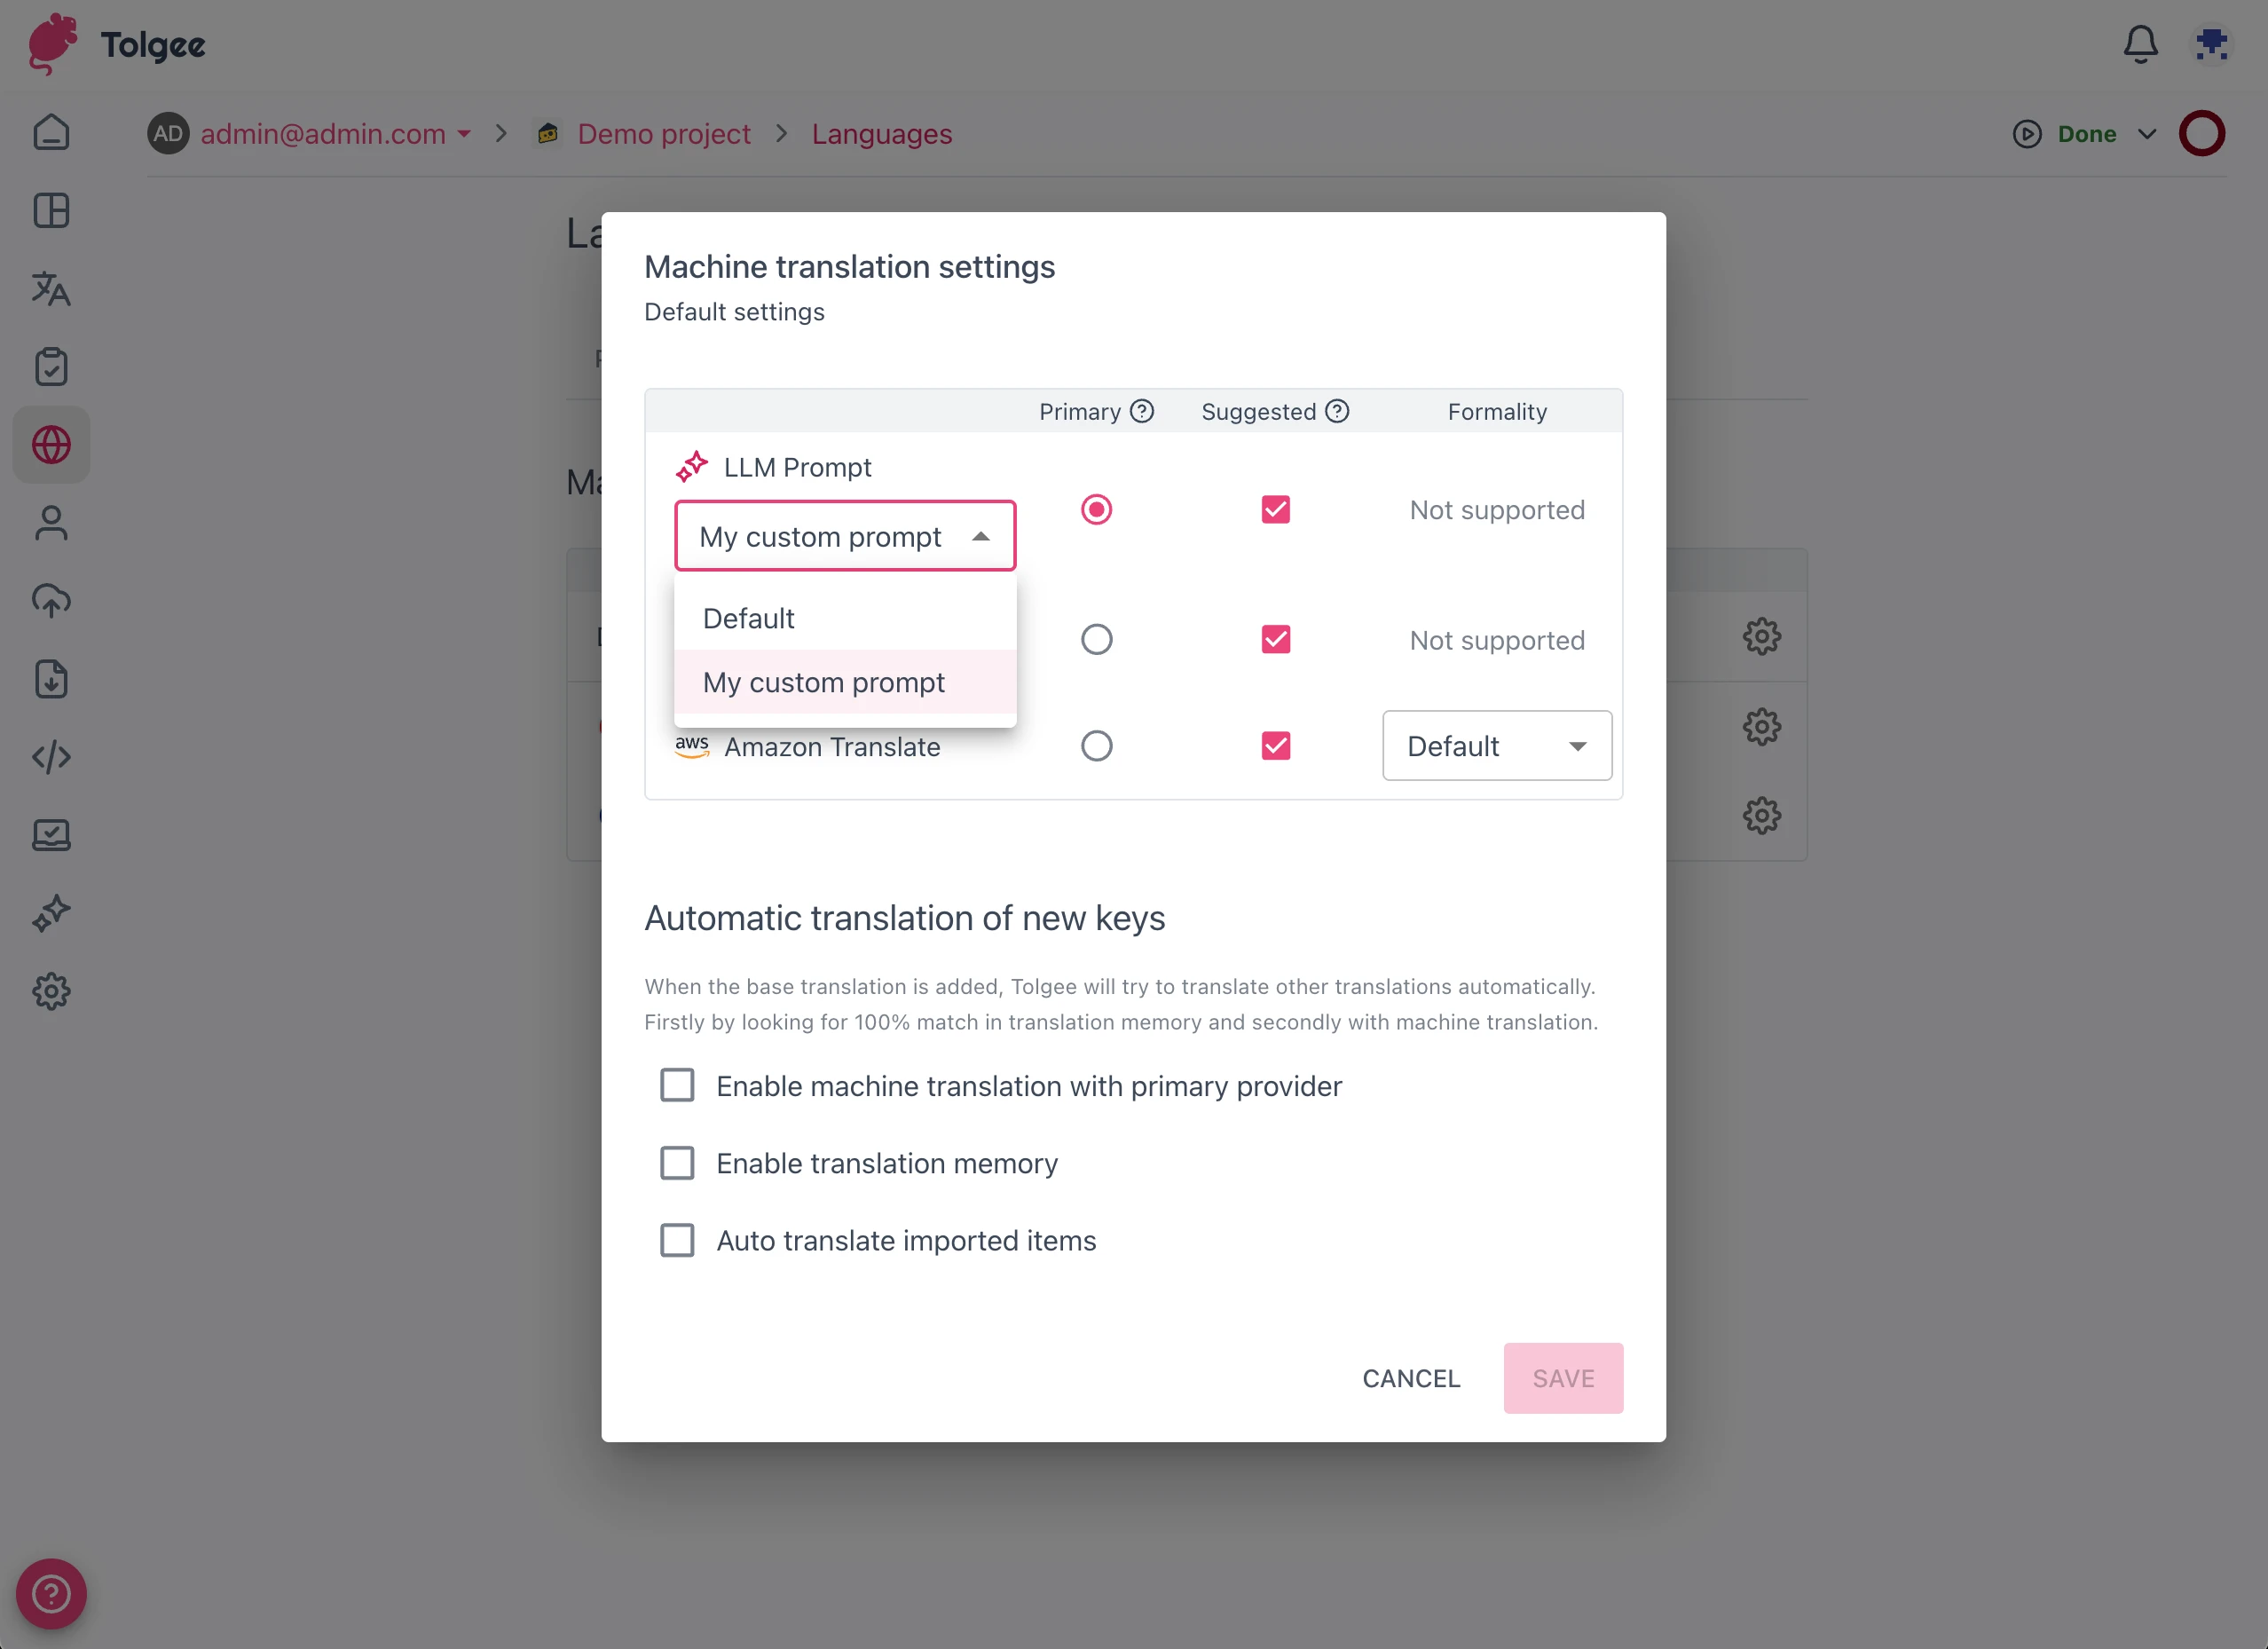 Tolgee
AD admin@admin.com > Demo project > Languages
Done
Machine translation settings
Default settings
Primary Suggested Formality
LLM Prompt
My custom prompt
Not supported
Default
Not supported
My custom prompt
aws Amazon Translate
Default
Automatic translation of new keys
When the base translation is added, Tolgee will try to translate other translations automatically.
Firstly by looking for 100% match in translation memory and secondly with machine translation.
Enable machine translation with primary provider
Enable translation memory
Auto translate imported items
CANCEL SAVE